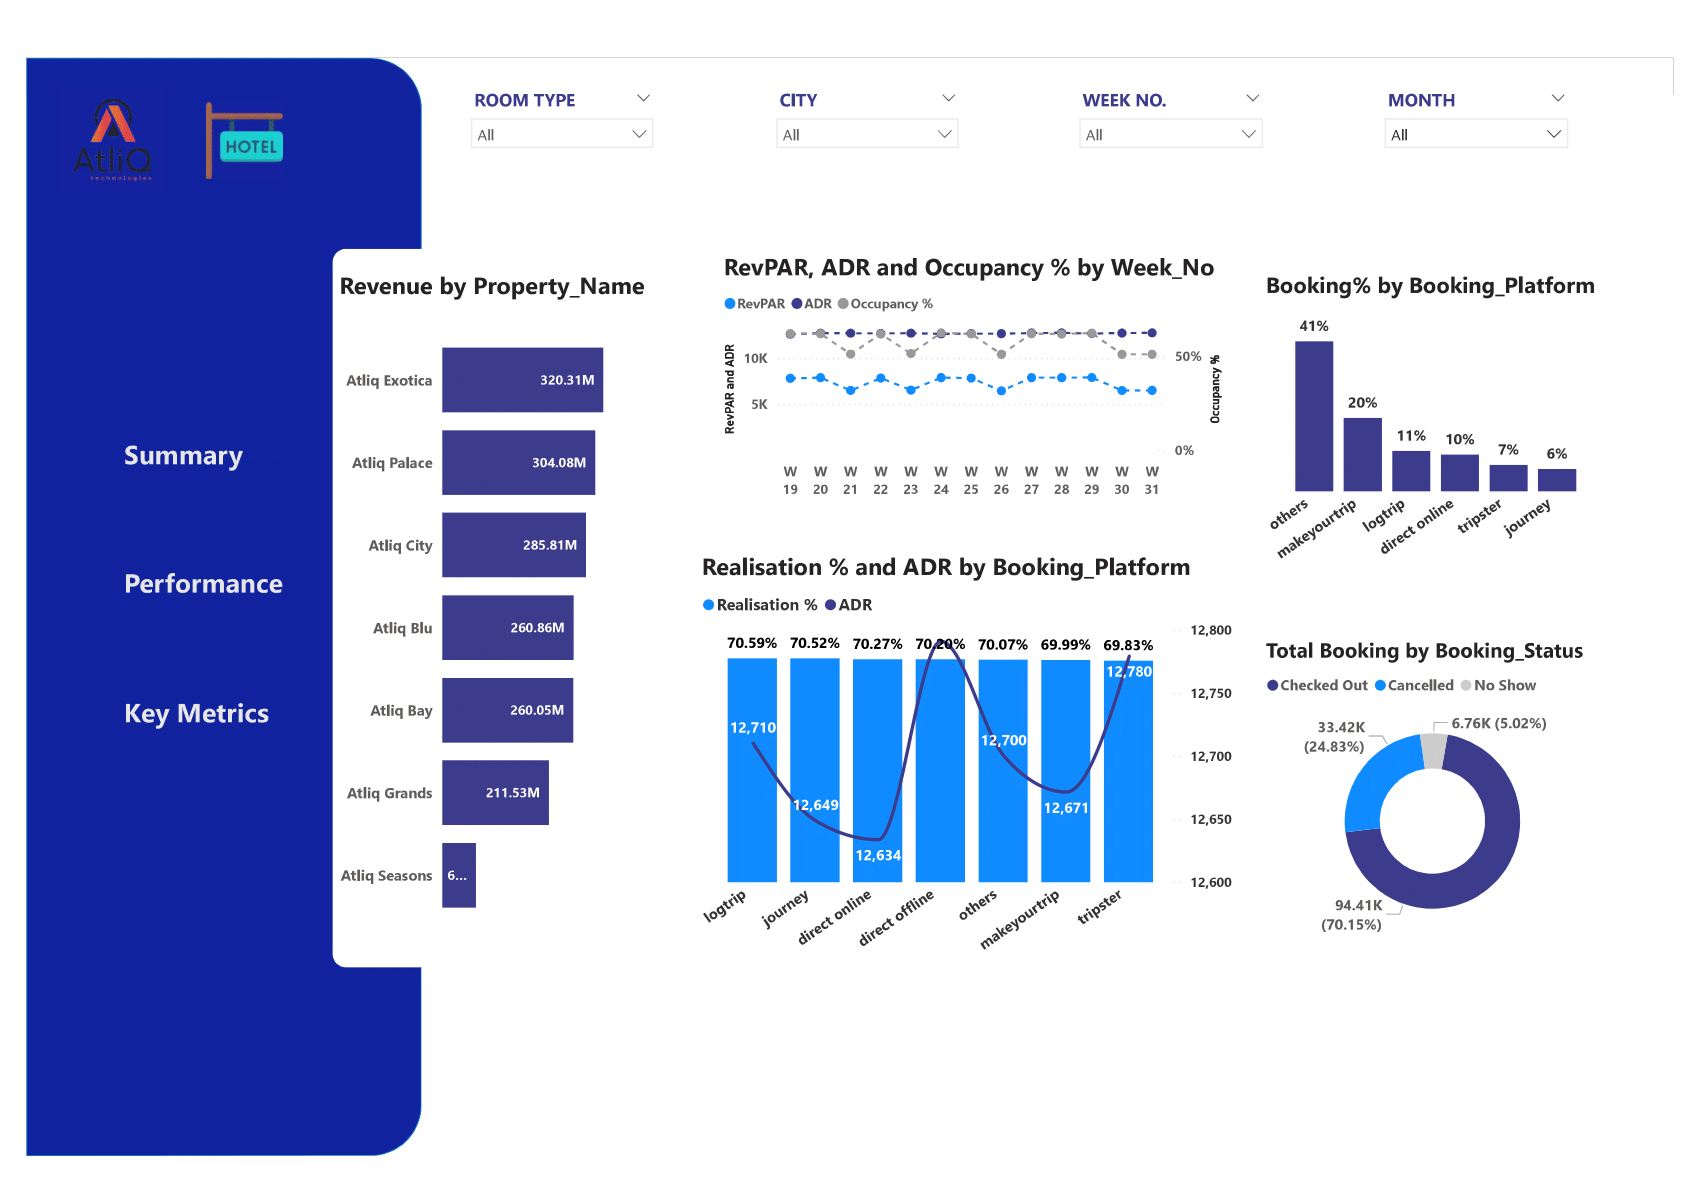 AtliQ
technologies
HOTEL
ROOM TYPE
All
CITY
All
WEEK NO.
All
MONTH
All
Summary
Performance
Key Metrics
Revenue by Property_Name
Atliq Exotica 320.31M
Atliq Palace 304.08M
Atliq City 285.81M
Atliq Blu 260.86M
Atliq Bay 260.05M
Atliq Grands 211.53M
Atliq Seasons 6...
RevPAR, ADR and Occupancy % by Week_No
RevPAR ADR Occupancy %
RevPAR and ADR
10K
5K
50%
0%
Occupancy %
W W W W W W W W W W W W W
19 20 21 22 23 24 25 26 27 28 29 30 31
Realisation % and ADR by Booking_Platform
Realisation % ADR
70.59% 70.52% 70.27% 70.20% 70.07% 69.99% 69.83%
12,710
12,649
12,634
12,700
12,671
12,780
12,800
12,750
12,700
12,650
12,600
logtrip journey direct online direct offline others makeyourtrip tripster
Booking% by Booking_Platform
41%
20%
11%
10%
7%
6%
others makeyourtrip logtrip direct online tripster journey
Total Booking by Booking_Status
Checked Out Cancelled No Show
6.76K (5.02%)
33.42K
(24.83%)
94.41K
(70.15%)